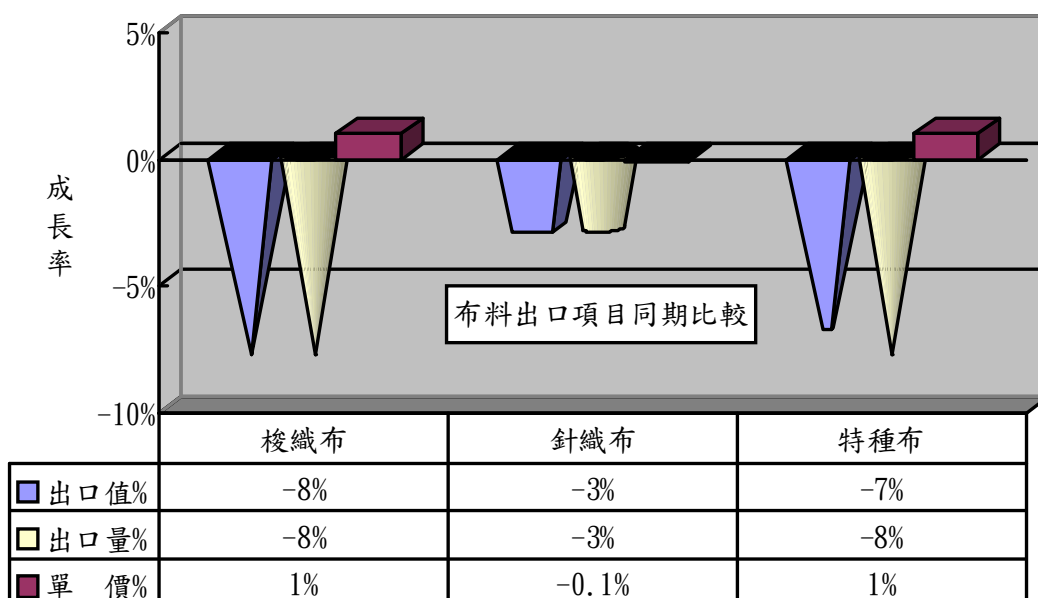 5%
0%
-5%
-10%
成長率
布料出口項目同期比較
梭織布 針織布 特種布
出口值% -8% -3% -7%
出口量% -8% -3% -8%
單 價% 1% -0.1% 1%